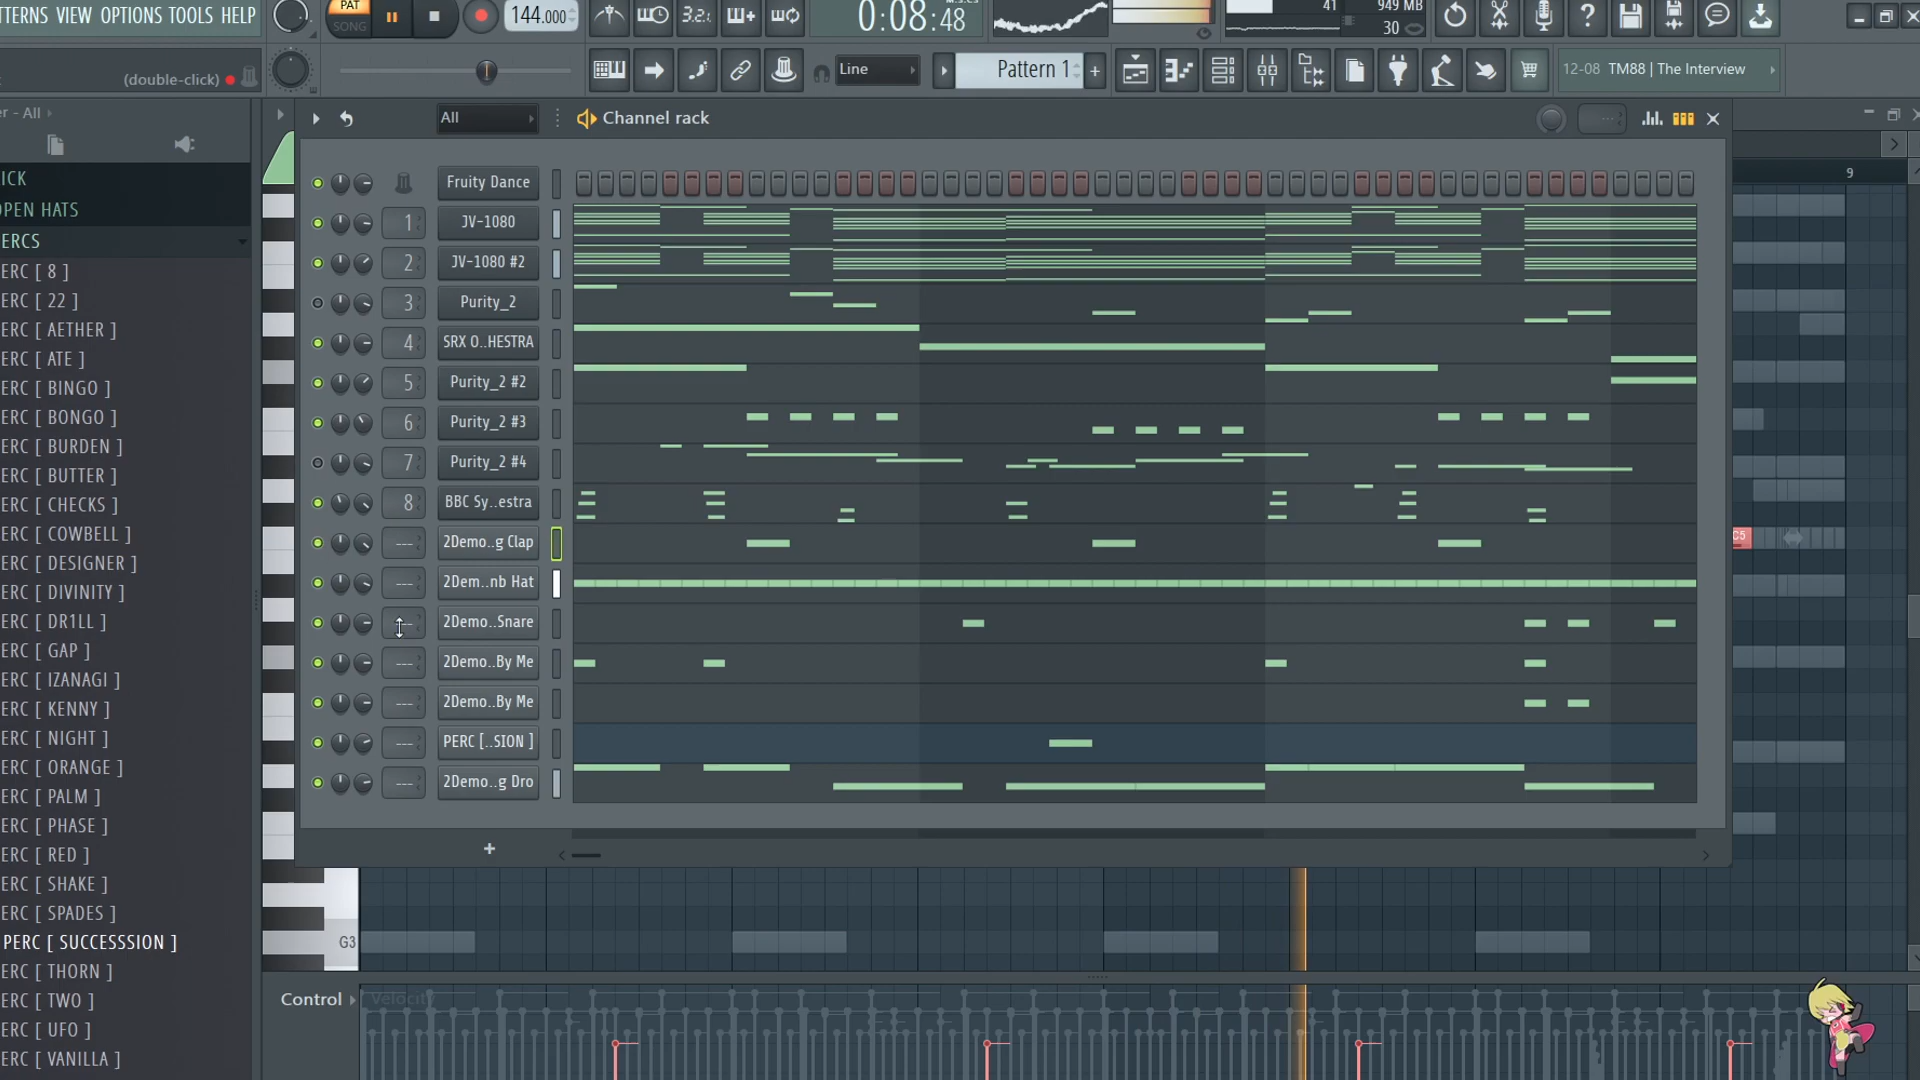 TTERNS VIEW OPTIONS TOOLS HELP
PAT
SONG
144.000
3.2.
0:08:48
M:S:CS
41
949 MB
30
(double-click)
Line
Pattern 1
12-08 TM88 | The Interview
er - All
All
Channel rack
9
ICK
OPEN HATS
ERCS
ERC [ 8 ]
ERC [ 22 ]
ERC [ AETHER ]
ERC [ ATE ]
ERC [ BINGO ]
ERC [ BONGO ]
ERC [ BURDEN ]
ERC [ BUTTER ]
ERC [ CHECKS ]
ERC [ COWBELL ]
ERC [ DESIGNER ]
ERC [ DIVINITY ]
ERC [ DR1LL ]
ERC [ GAP ]
ERC [ IZANAGI ]
ERC [ KENNY ]
ERC [ NIGHT ]
ERC [ ORANGE ]
ERC [ PALM ]
ERC [ PHASE ]
ERC [ RED ]
ERC [ SHAKE ]
ERC [ SPADES ]
PERC [ SUCCESSSION ]
ERC [ THORN ]
ERC [ TWO ]
ERC [ UFO ]
ERC [ VANILLA ]
Fruity Dance
1 JV-1080
2 JV-1080 #2
3 Purity_2
4 SRX O..HESTRA
5 Purity_2 #2
6 Purity_2 #3
7 Purity_2 #4
8 BBC Sy..estra
--- 2Demo..g Clap
--- 2Dem..nb Hat
--- 2Demo..Snare
--- 2Demo..By Me
--- 2Demo..By Me
--- PERC [..SION ]
--- 2Demo..g Dro
+
C5
G3
Control
Velocity